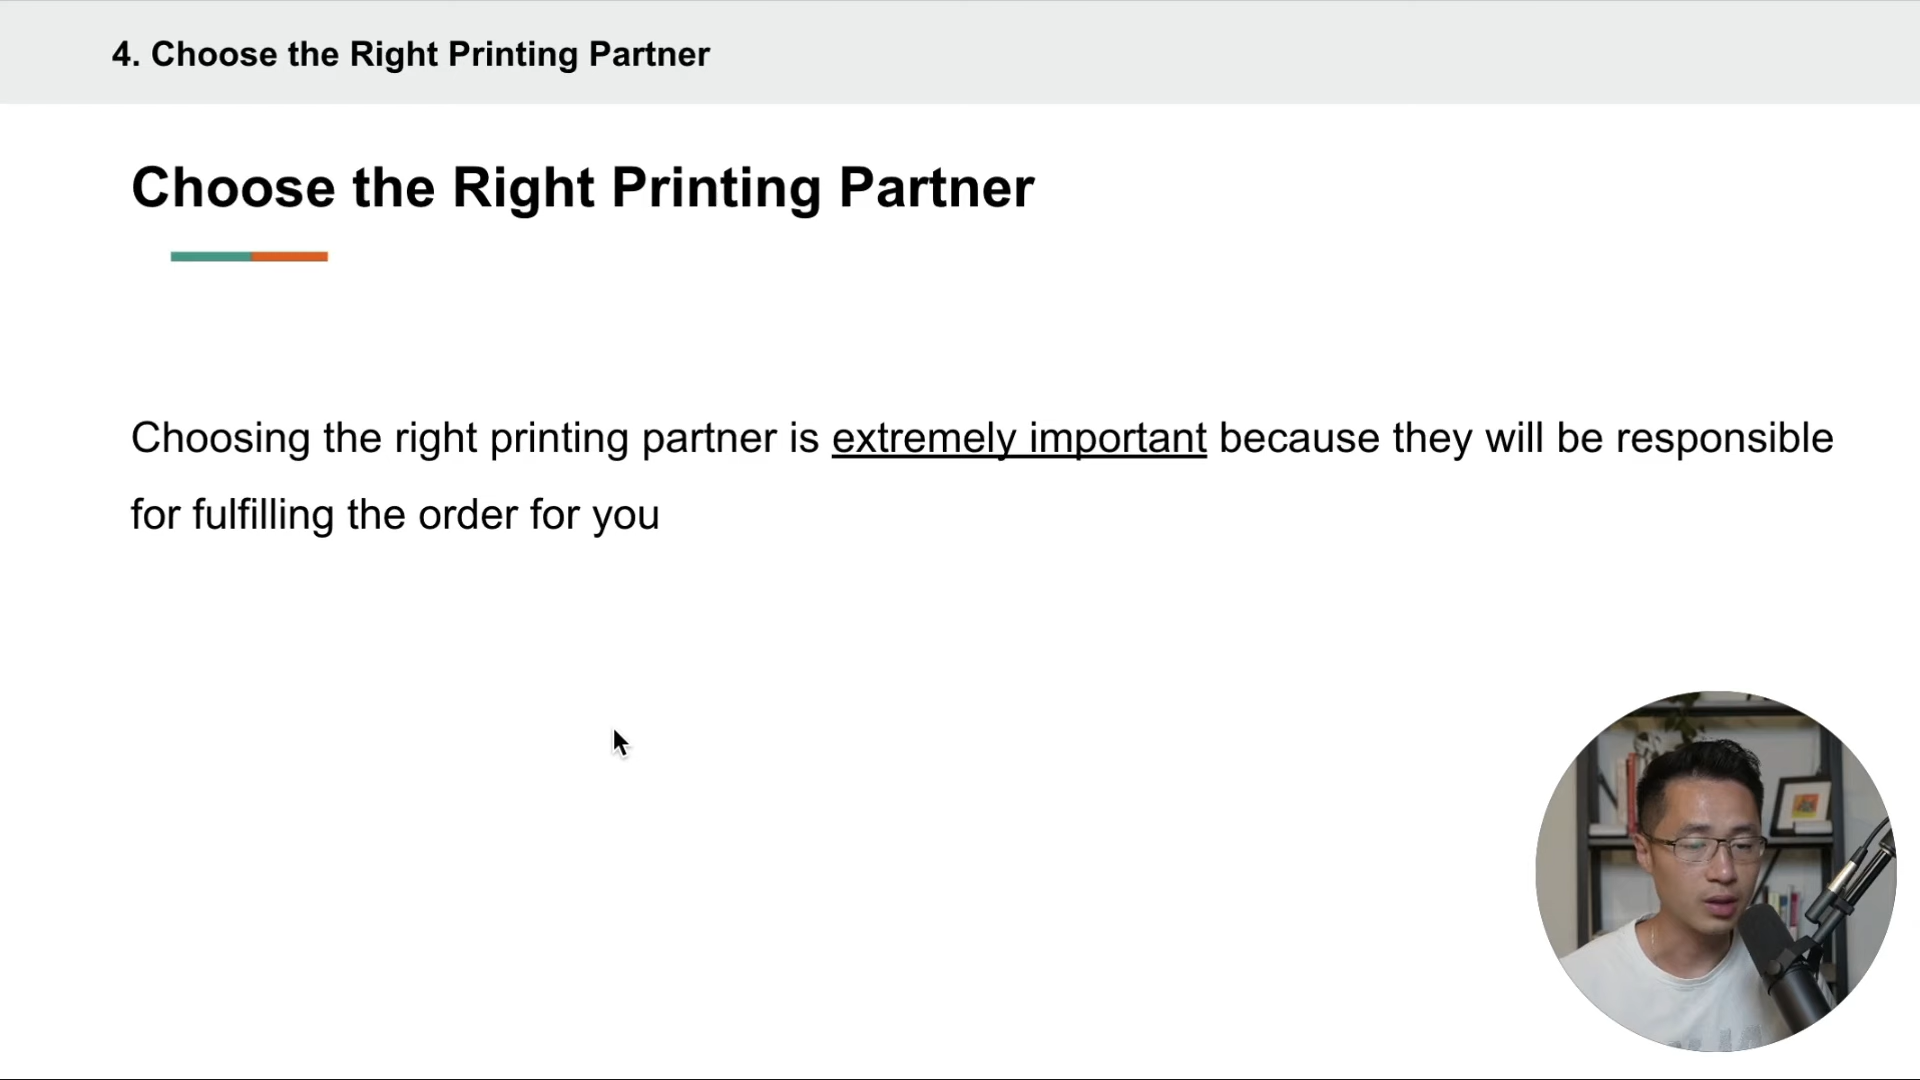 4. Choose the Right Printing Partner
Choose the Right Printing Partner
Choosing the right printing partner is extremely important because they will be responsible
for fulfilling the order for you